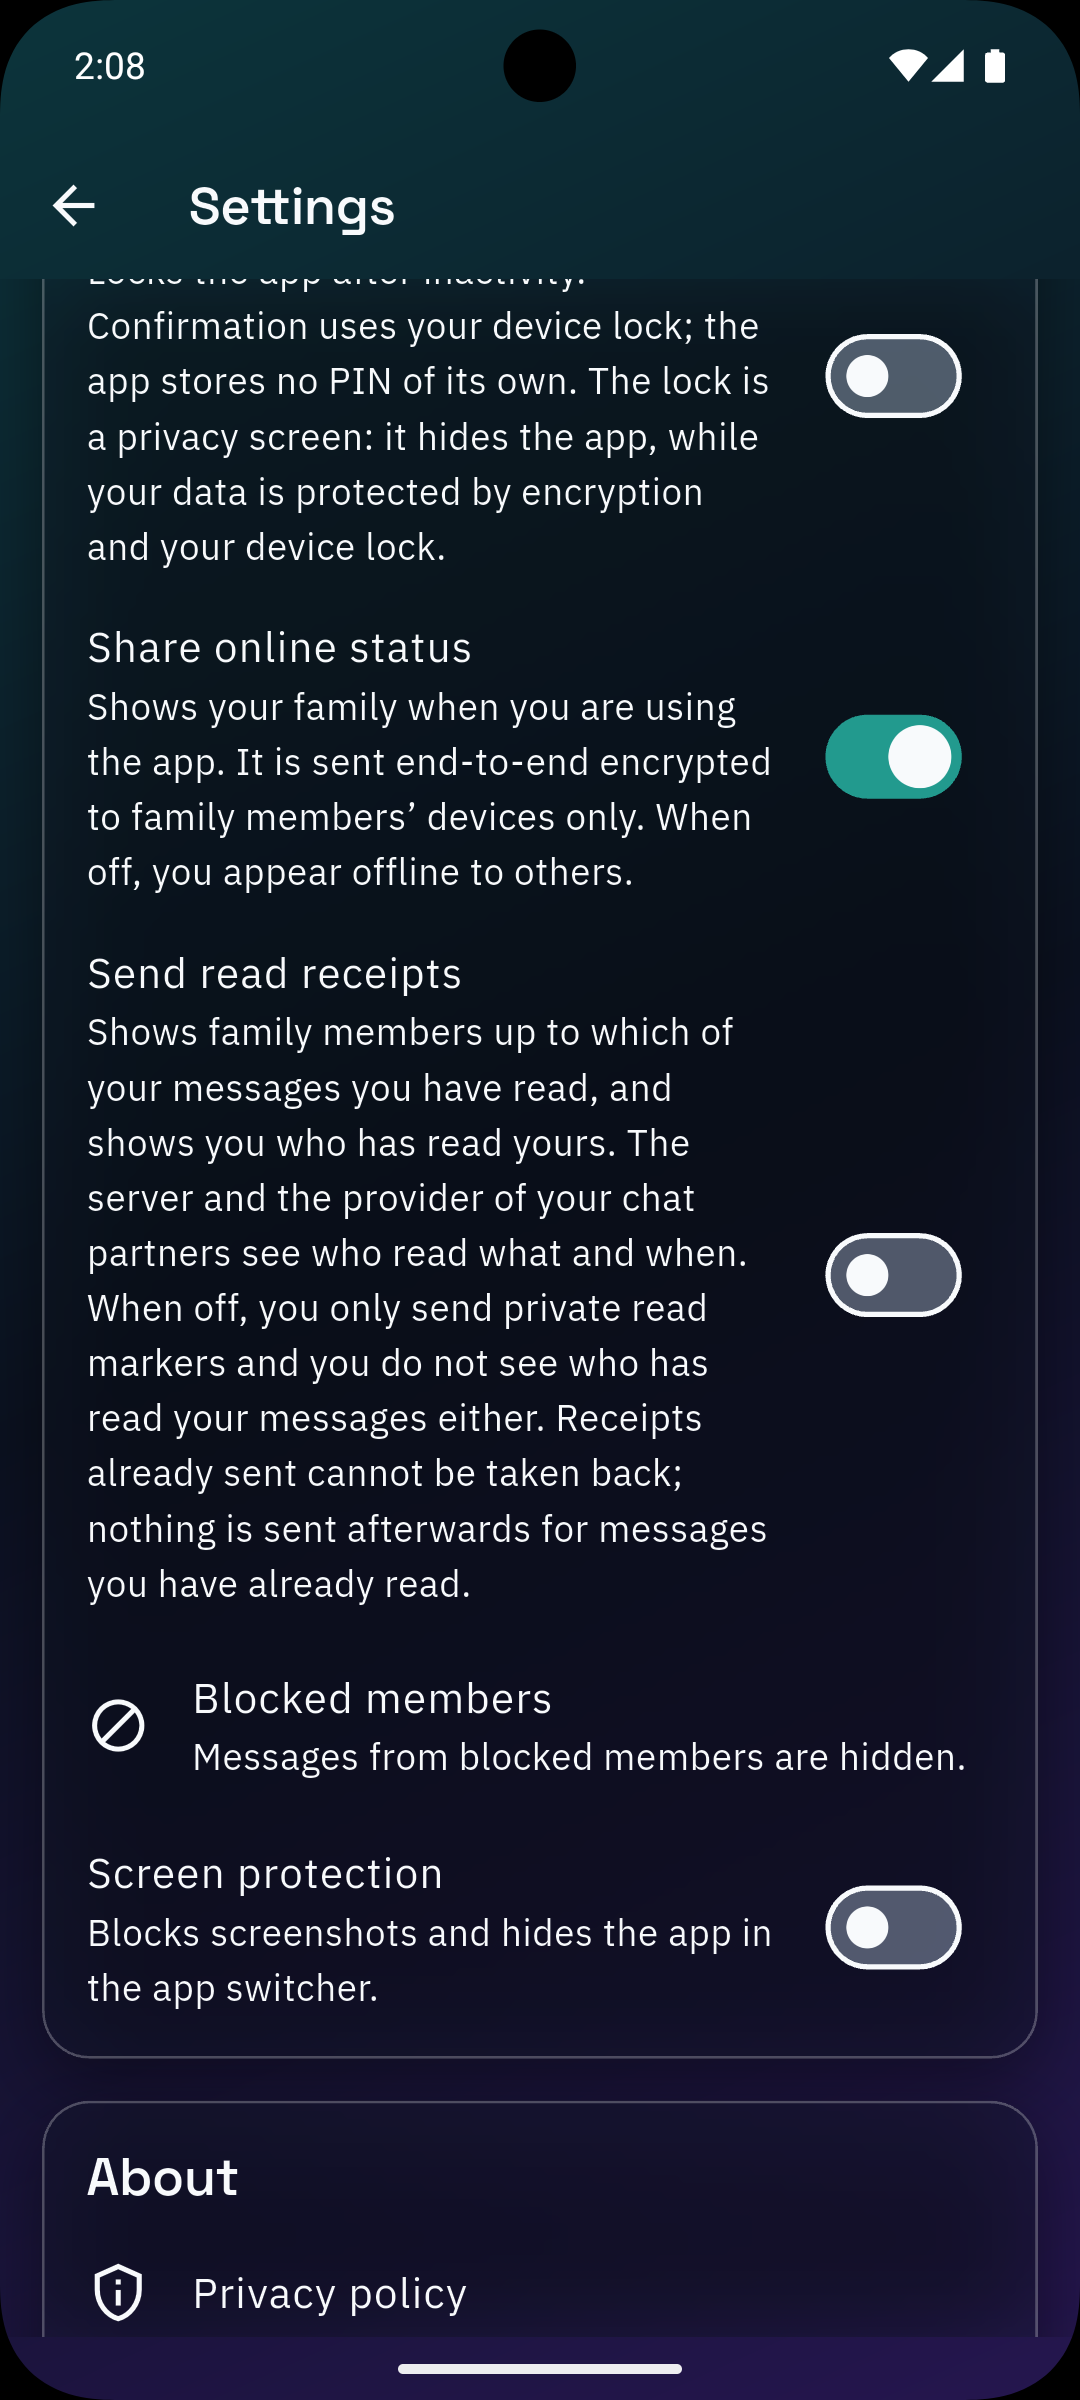 2:08
Settings
Locks the app after inactivity.
Confirmation uses your device lock; the
app stores no PIN of its own. The lock is
a privacy screen: it hides the app, while
your data is protected by encryption
and your device lock.
Share online status
Shows your family when you are using
the app. It is sent end-to-end encrypted
to family members’ devices only. When
off, you appear offline to others.
Send read receipts
Shows family members up to which of
your messages you have read, and
shows you who has read yours. The
server and the provider of your chat
partners see who read what and when.
When off, you only send private read
markers and you do not see who has
read your messages either. Receipts
already sent cannot be taken back;
nothing is sent afterwards for messages
you have already read.
Blocked members
Messages from blocked members are hidden.
Screen protection
Blocks screenshots and hides the app in
the app switcher.
About
Privacy policy